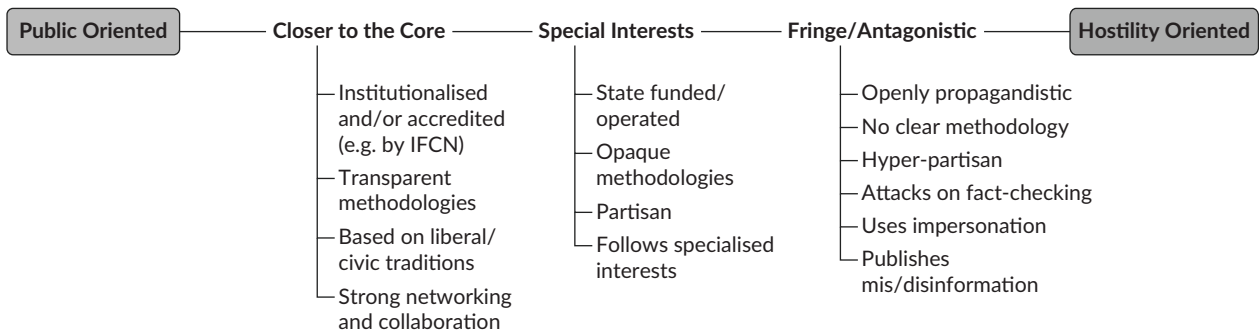 Public Oriented
Closer to the Core
Special Interests
Fringe/Antagonistic
Hostility Oriented
Institutionalised
and/or accredited
(e.g. by IFCN)
Transparent
methodologies
Based on liberal/
civic traditions
Strong networking
and collaboration
State funded/
operated
Opaque
methodologies
Partisan
Follows specialised
interests
Openly propagandistic
No clear methodology
Hyper-partisan
Attacks on fact-checking
Uses impersonation
Publishes
mis/disinformation